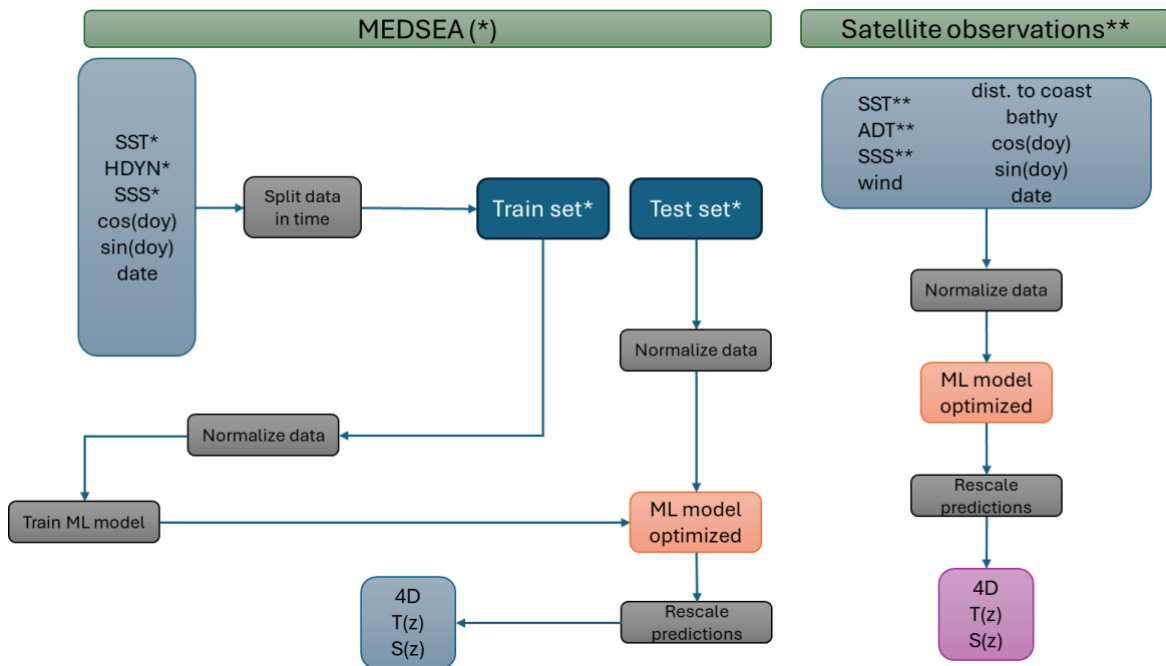 MEDSEA (*)
Satellite observations**
SST*
HDYN*
SSS*
cos(doy)
sin(doy)
date
Split data
in time
Train set*
Test set*
Normalize data
Normalize data
Train ML model
ML model
optimized
Rescale
predictions
4D
T(z)
S(z)
SST**
ADT**
SSS**
wind
dist. to coast
bathy
cos(doy)
sin(doy)
date
Normalize data
ML model
optimized
Rescale
predictions
4D
T(z)
S(z)